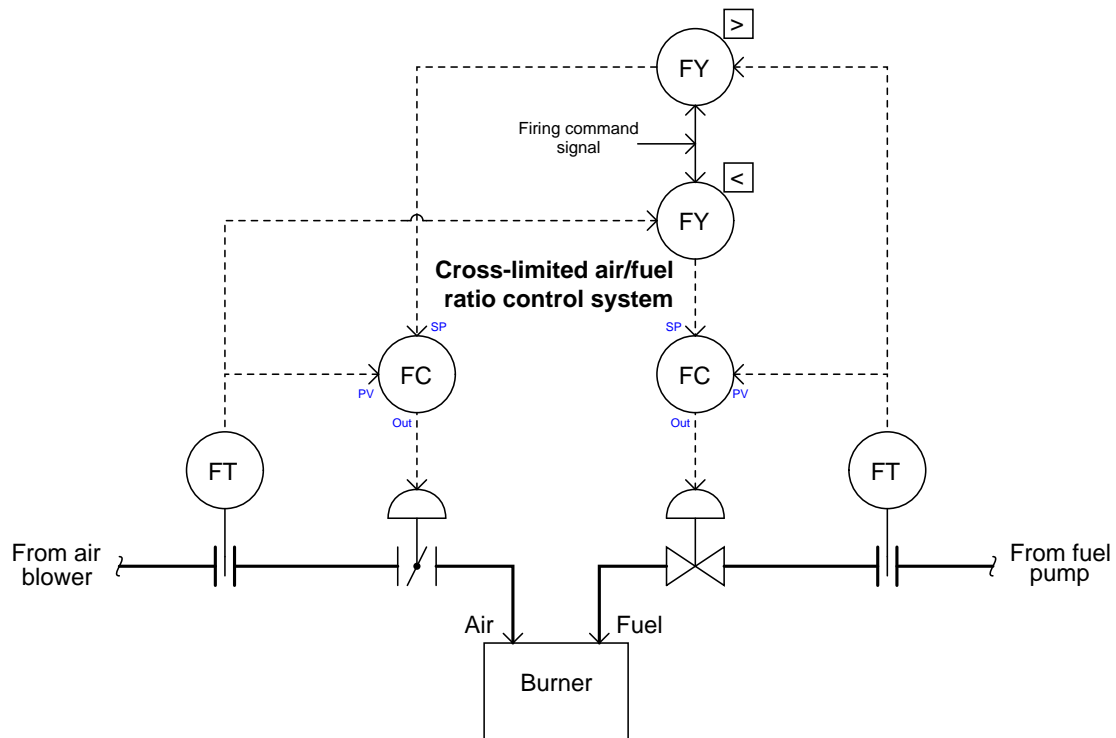 >
FY
Firing command
signal
<
FY
Cross-limited air/fuel
ratio control system
SP
SP
FC
FC
PV
PV
Out
Out
FT
FT
From air
blower
From fuel
pump
Air
Fuel
Burner